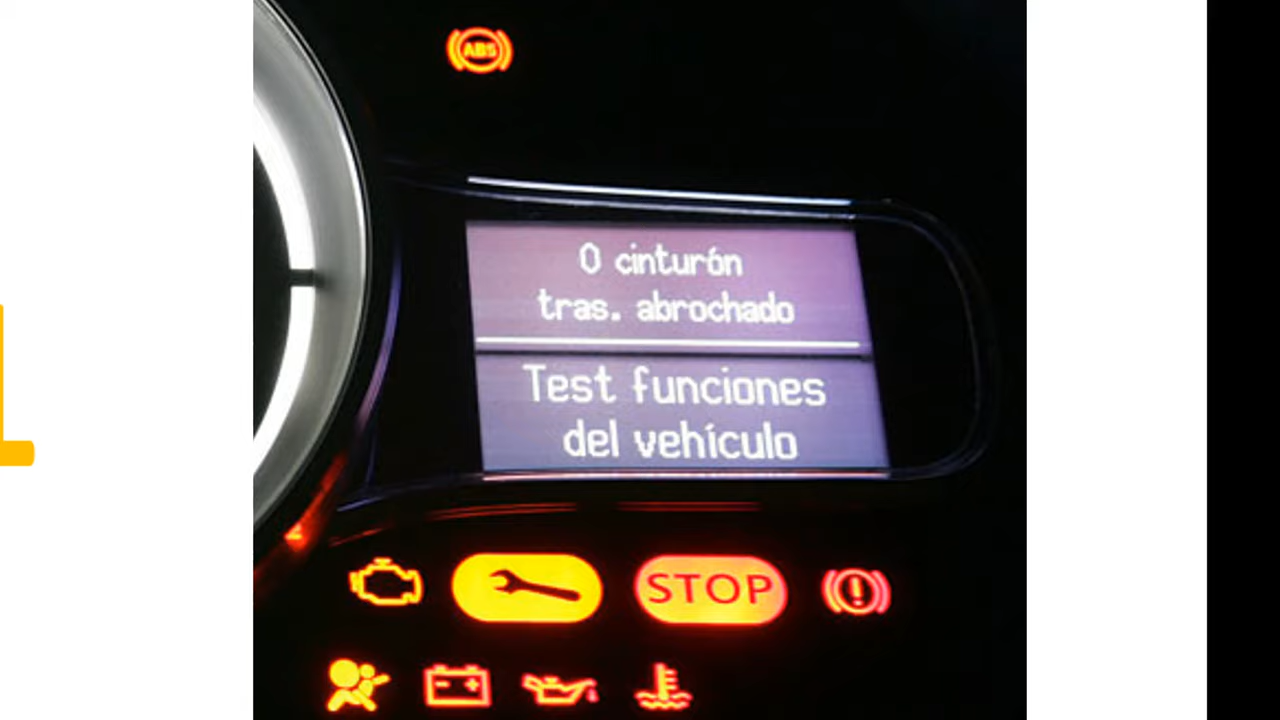 ABS
0 cinturón
tras. abrochado
Test funciones
del vehículo
STOP